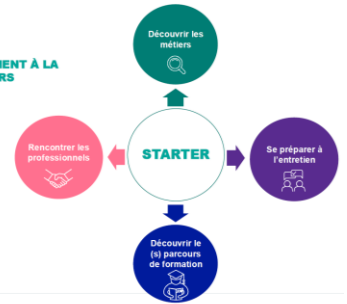 Découvrir les
métiers
MENT À LA
RS
Rencontrer les
professionnels
STARTER
Se préparer à
l'entretien
Découvrir le
(s) parcours
de formation